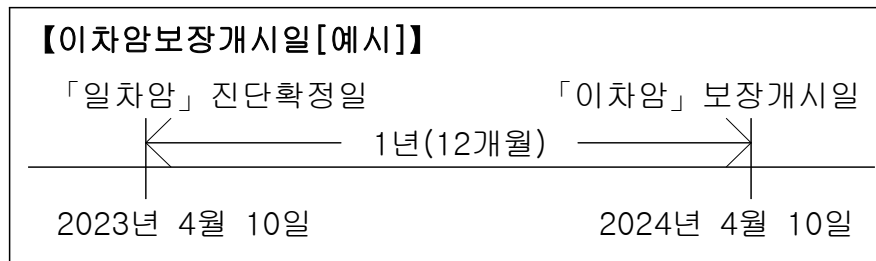 【이차암보장개시일[예시]】
「일차암」 진단확정일 「이차암」 보장개시일
1년(12개월)
2023년 4월 10일 2024년 4월 10일